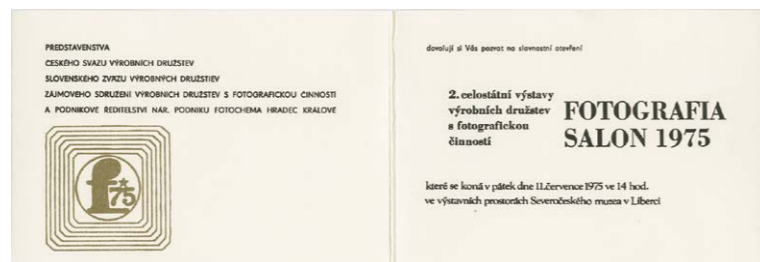 PREDSTAVENSTVA
ČESKÉHO SVAZU VÝROBNÍCH DRUŽSTEV
SLOVENSKÉHO ZVÄZU VÝROBNÝCH DRUŽSTIEV
ZÁJMOVÉHO SDRUŽENÍ VÝROBNÍCH DRUŽSTEV S FOTOGRAFICKOU ČINNOSTÍ
A PODNIKOVÉ ŘEDITELSTVÍ NÁR. PODNIKU FOTOCHEMA HRADEC KRÁLOVÉ
f 75
dovolují si Vás pozvat na slavnostní otevření
2. celostátní výstavy
výrobních družstev
s fotografickou
činností
FOTOGRAFIA
SALON 1975
které se koná v pátek dne 11. července 1975 ve 14 hod.
ve výstavních prostorách Severočeského muzea v Liberci